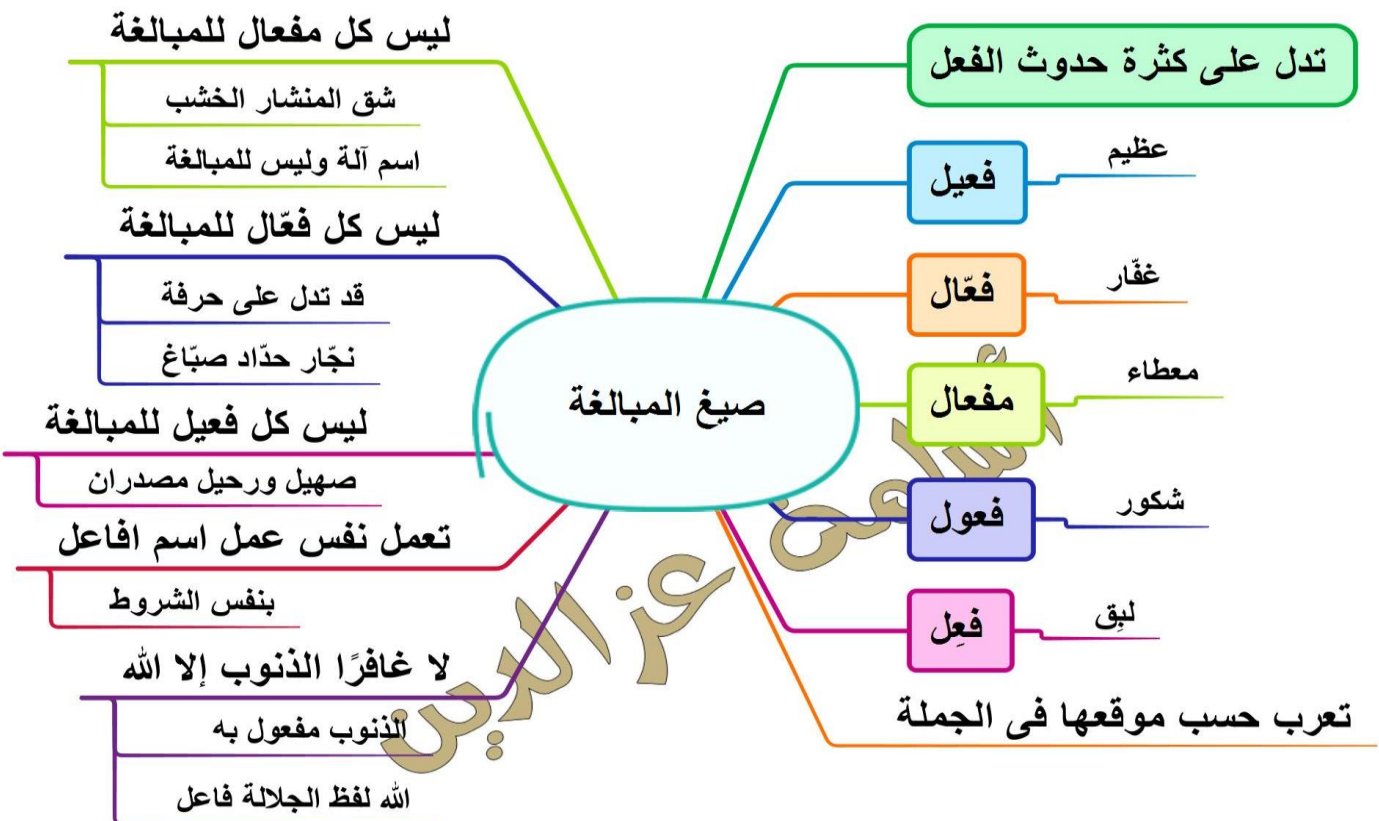 صيغ المبالغة
تدل على كثرة حدوث الفعل
فعيل
عظيم
فعّال
غفّار
مفعال
معطاء
فعول
شكور
فعِل
لبِق
تعرب حسب موقعها فى الجملة
ليس كل مفعال للمبالغة
شق المنشار الخشب
اسم آلة وليس للمبالغة
ليس كل فعّال للمبالغة
قد تدل على حرفة
نجّار حدّاد صبّاغ
ليس كل فعيل للمبالغة
صهيل ورحيل مصدران
تعمل نفس عمل اسم افاعل
بنفس الشروط
لا غافرًا الذنوب إلا الله
الذنوب مفعول به
الله لفظ الجلالة فاعل
عز الدين